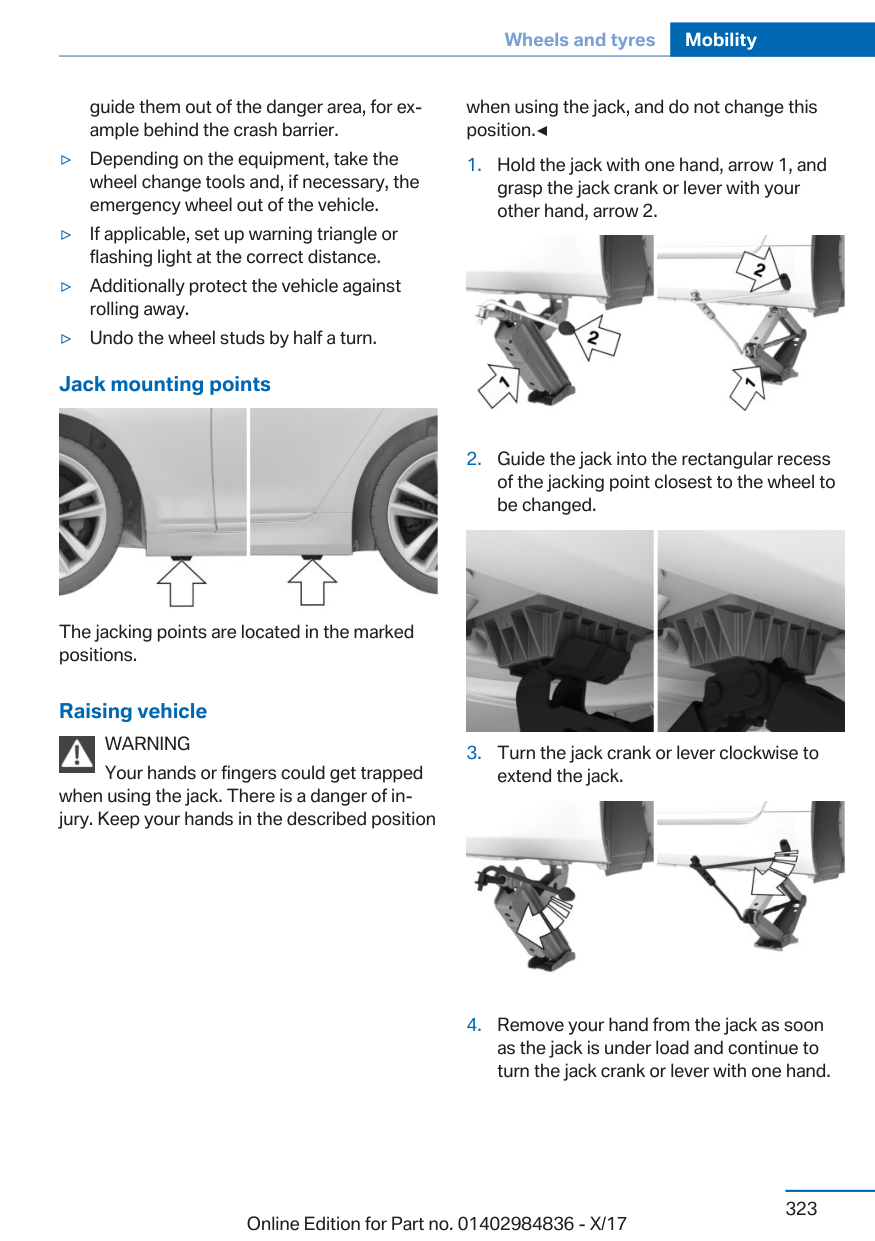 Wheels and tyres Mobility
guide them out of the danger area, for ex-
ample behind the crash barrier.
▷ Depending on the equipment, take the
wheel change tools and, if necessary, the
emergency wheel out of the vehicle.
▷ If applicable, set up warning triangle or
flashing light at the correct distance.
▷ Additionally protect the vehicle against
rolling away.
▷ Undo the wheel studs by half a turn.
Jack mounting points
The jacking points are located in the marked
positions.
Raising vehicle
WARNING
Your hands or fingers could get trapped
when using the jack. There is a danger of in-
jury. Keep your hands in the described position
when using the jack, and do not change this
position.◄
1. Hold the jack with one hand, arrow 1, and
grasp the jack crank or lever with your
other hand, arrow 2.
2
2
1
1
2. Guide the jack into the rectangular recess
of the jacking point closest to the wheel to
be changed.
3. Turn the jack crank or lever clockwise to
extend the jack.
4. Remove your hand from the jack as soon
as the jack is under load and continue to
turn the jack crank or lever with one hand.
323
Online Edition for Part no. 01402984836 - X/17